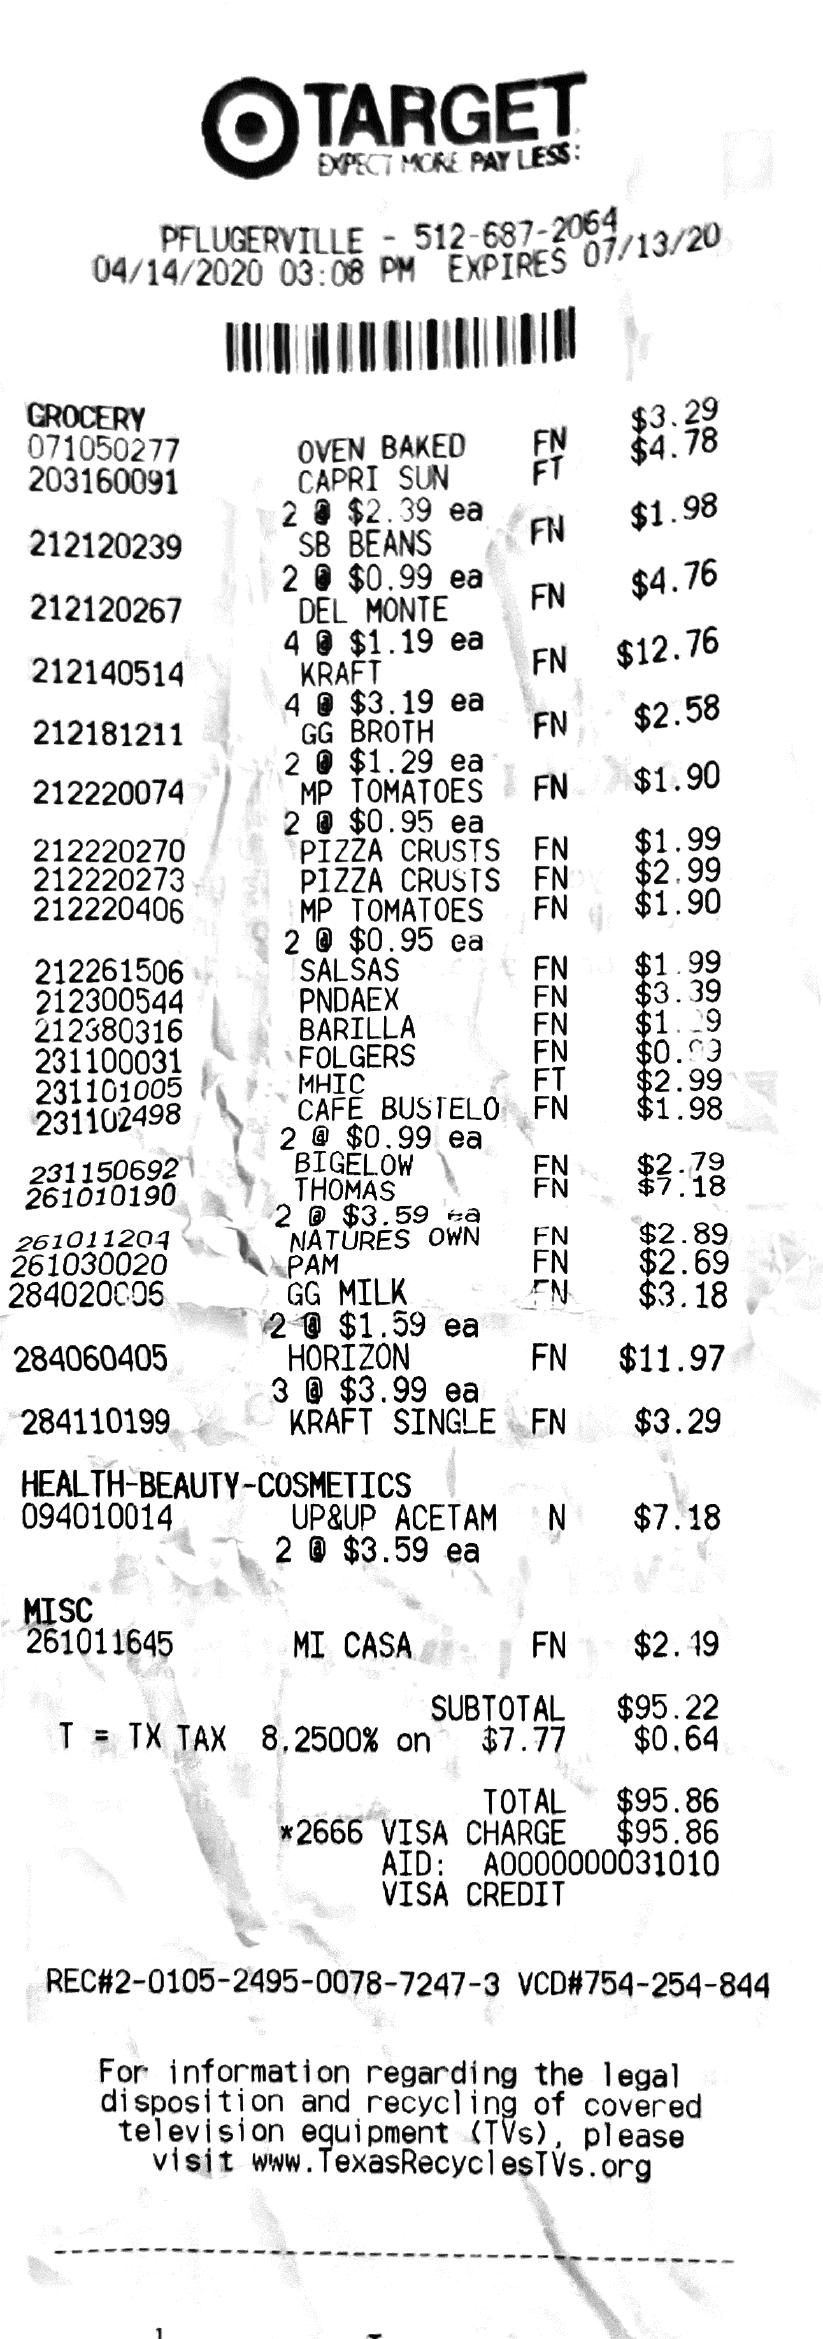 TARGET
EXPECT MORE PAY LESS.
PFLUGERVILLE - 512-687-2064
04/14/2020 03:08 PM EXPIRES 07/13/20
GROCERY
071050277 OVEN BAKED FN $3.29
203160091 CAPRI SUN FT $4.78
2 @ $2.39 ea
212120239 SB BEANS FN $1.98
2 @ $0.99 ea
212120267 DEL MONTE FN $4.76
4 @ $1.19 ea
212140514 KRAFT FN $12.76
4 @ $3.19 ea
212181211 GG BROTH FN $2.58
2 @ $1.29 ea
212220074 MP TOMATOES FN $1.90
2 @ $0.95 ea
212220270 PIZZA CRUSTS FN $1.99
212220273 PIZZA CRUSTS FN $2.99
212220406 MP TOMATOES FN $1.90
2 @ $0.95 ea
212261506 SALSAS FN $1.99
212300544 PNDAEX FN $3.39
212380316 BARILLA FN
231100031 FOLGERS FN
231101005 MHIC FT $2.99
231102498 CAFE BUSTELO FN $1.98
2 @ $0.99 ea
231150692 BIGELOW FN $2.79
261010190 THOMAS FN $7.18
2 @ $3.59 ea
261011204 NATURES OWN FN $2.89
261030020 PAM FN $2.69
GG MILK FN $3.18
2 @ $1.59 ea
284060405 HORIZON FN $11.97
3 @ $3.99 ea
284110199 KRAFT SINGLE FN $3.29
HEALTH-BEAUTY-COSMETICS
094010014 UP&UP ACETAM N $7.18
2 @ $3.59 ea
MISC
261011645 MI CASA FN
SUBTOTAL $95.22
T = TX TAX 8.2500% on $7.77 $0.64
TOTAL $95.86
*2666 VISA CHARGE $95.86
AID: A0000000031010
VISA CREDIT
REC#2-0105-2495-0078-7247-3 VCD#754-254-844
For information regarding the legal
disposition and recycling of covered
television equipment (TVs), please
visit www.TexasRecyclesTVs.org